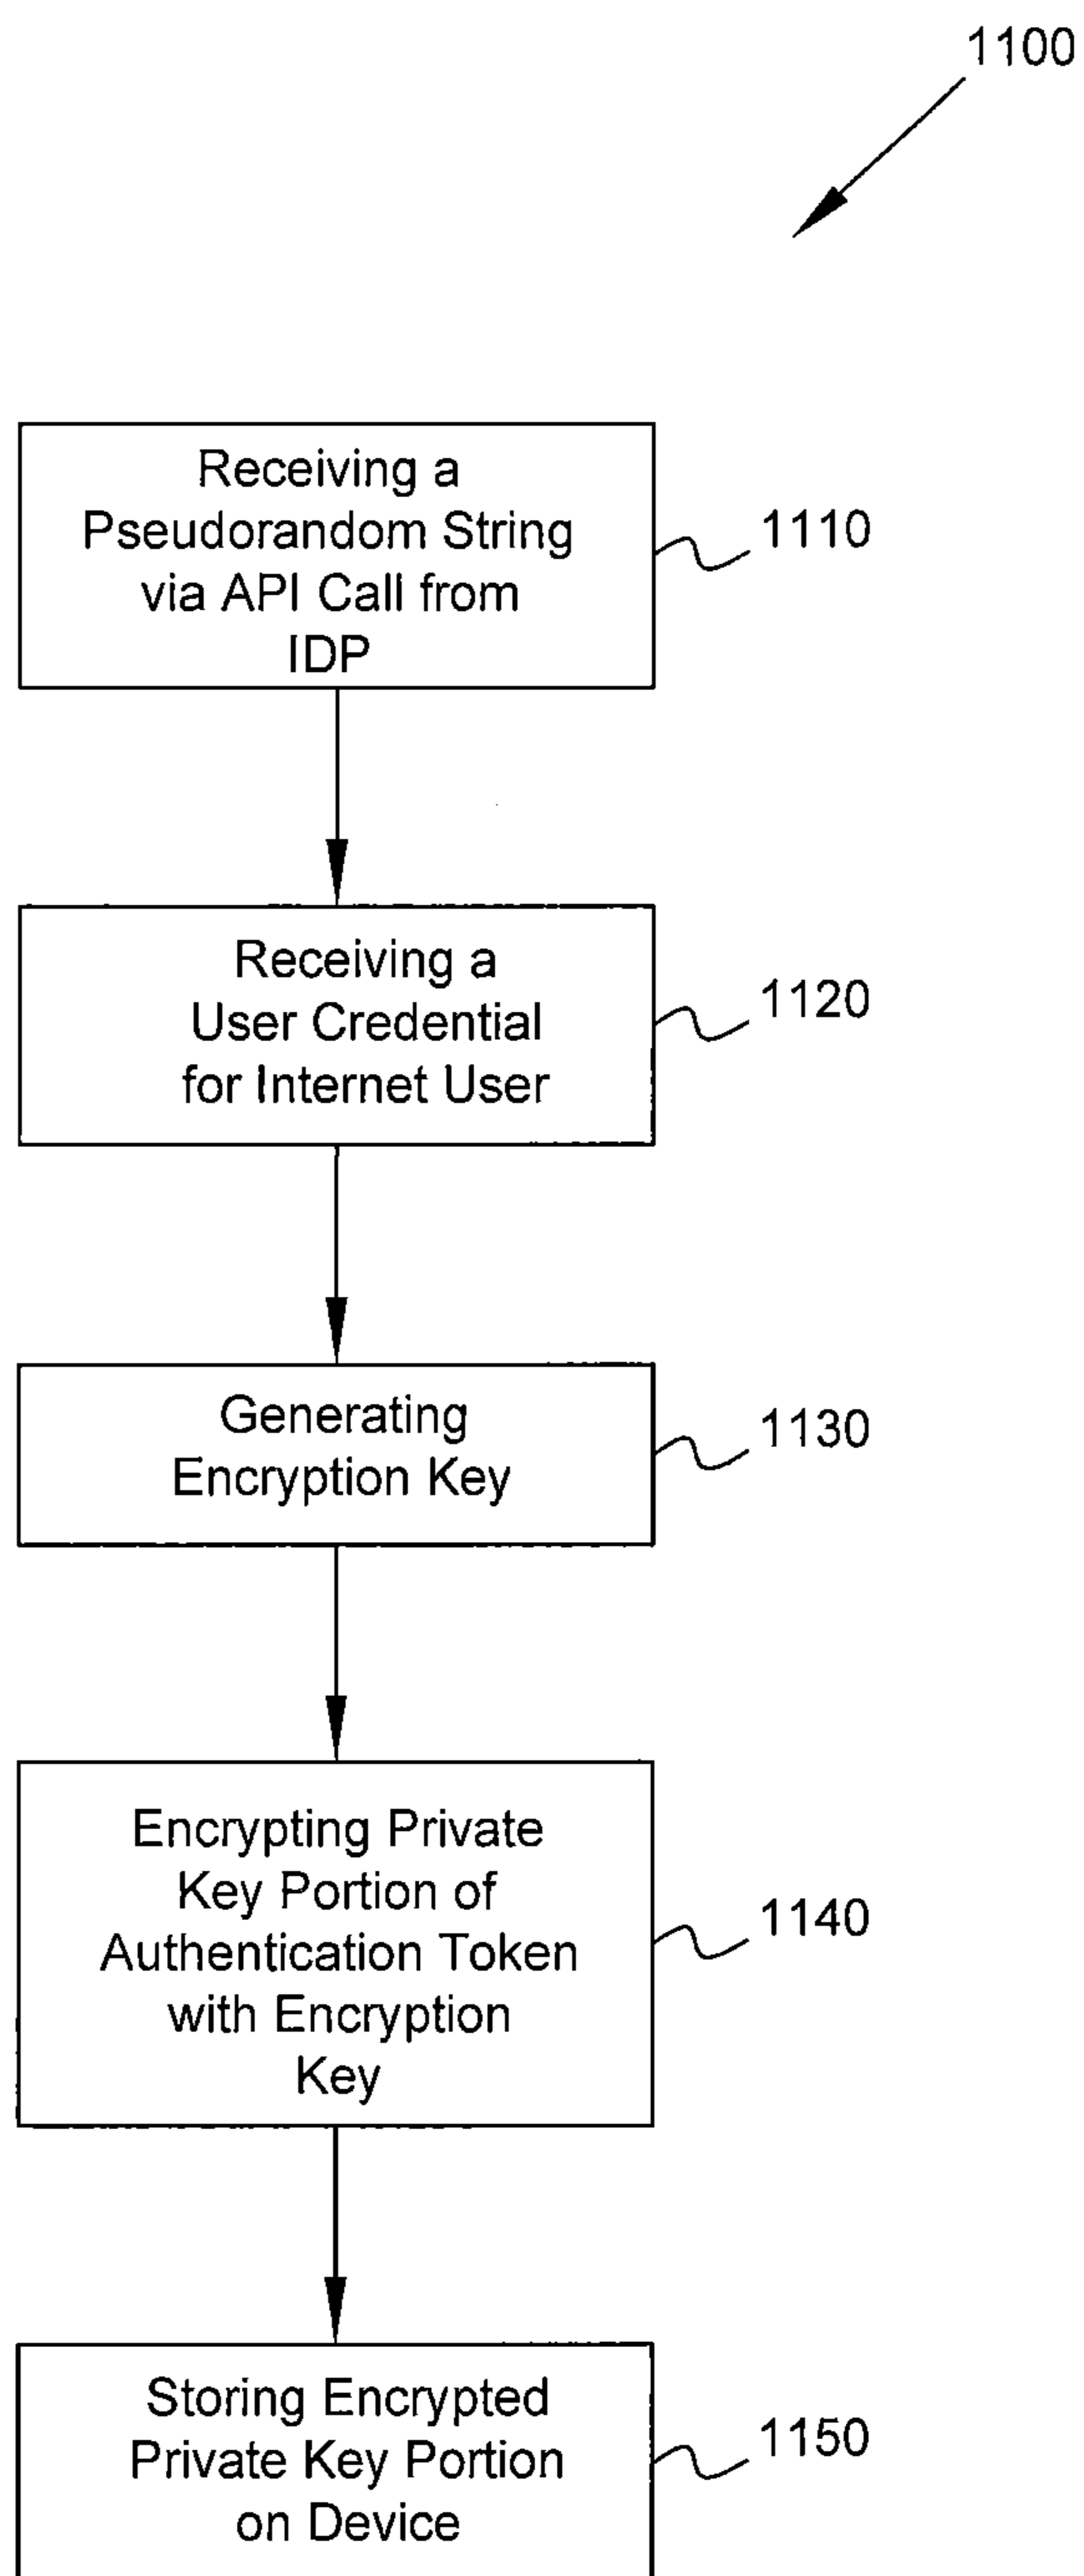 1100
Receiving a
Pseudorandom String
via API Call from
IDP
1110
Receiving a
User Credential
for Internet User
1120
Generating
Encryption Key
1130
Encrypting Private
Key Portion of
Authentication Token
with Encryption
Key
1140
Storing Encrypted
Private Key Portion
on Device
1150